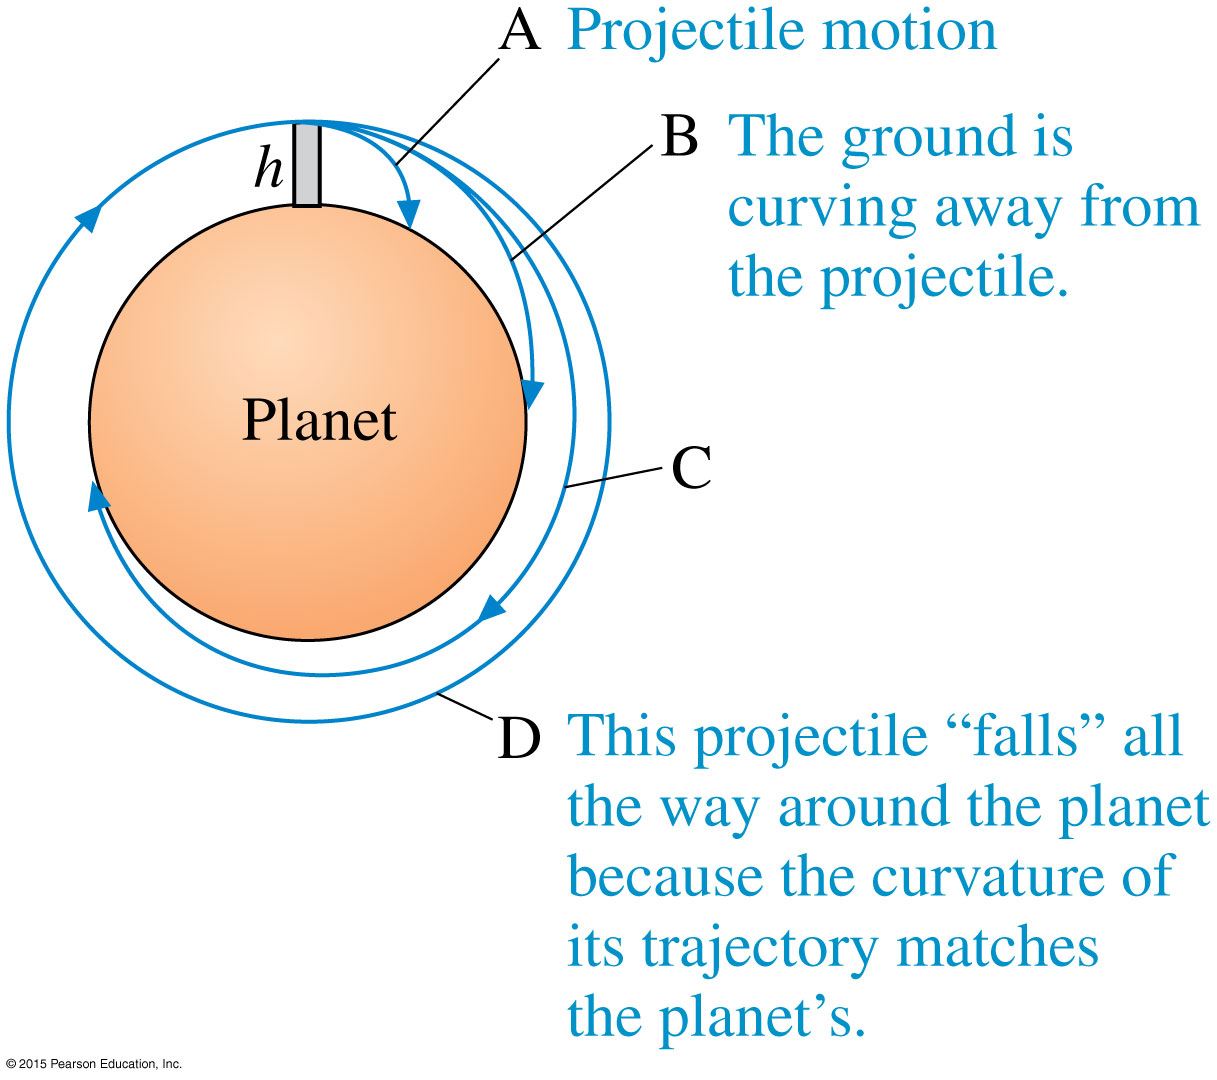 A Projectile motion
B The ground is
curving away from
the projectile.
h
Planet
C
D This projectile “falls” all
the way around the planet
because the curvature of
its trajectory matches
the planet’s.
© 2015 Pearson Education, Inc.